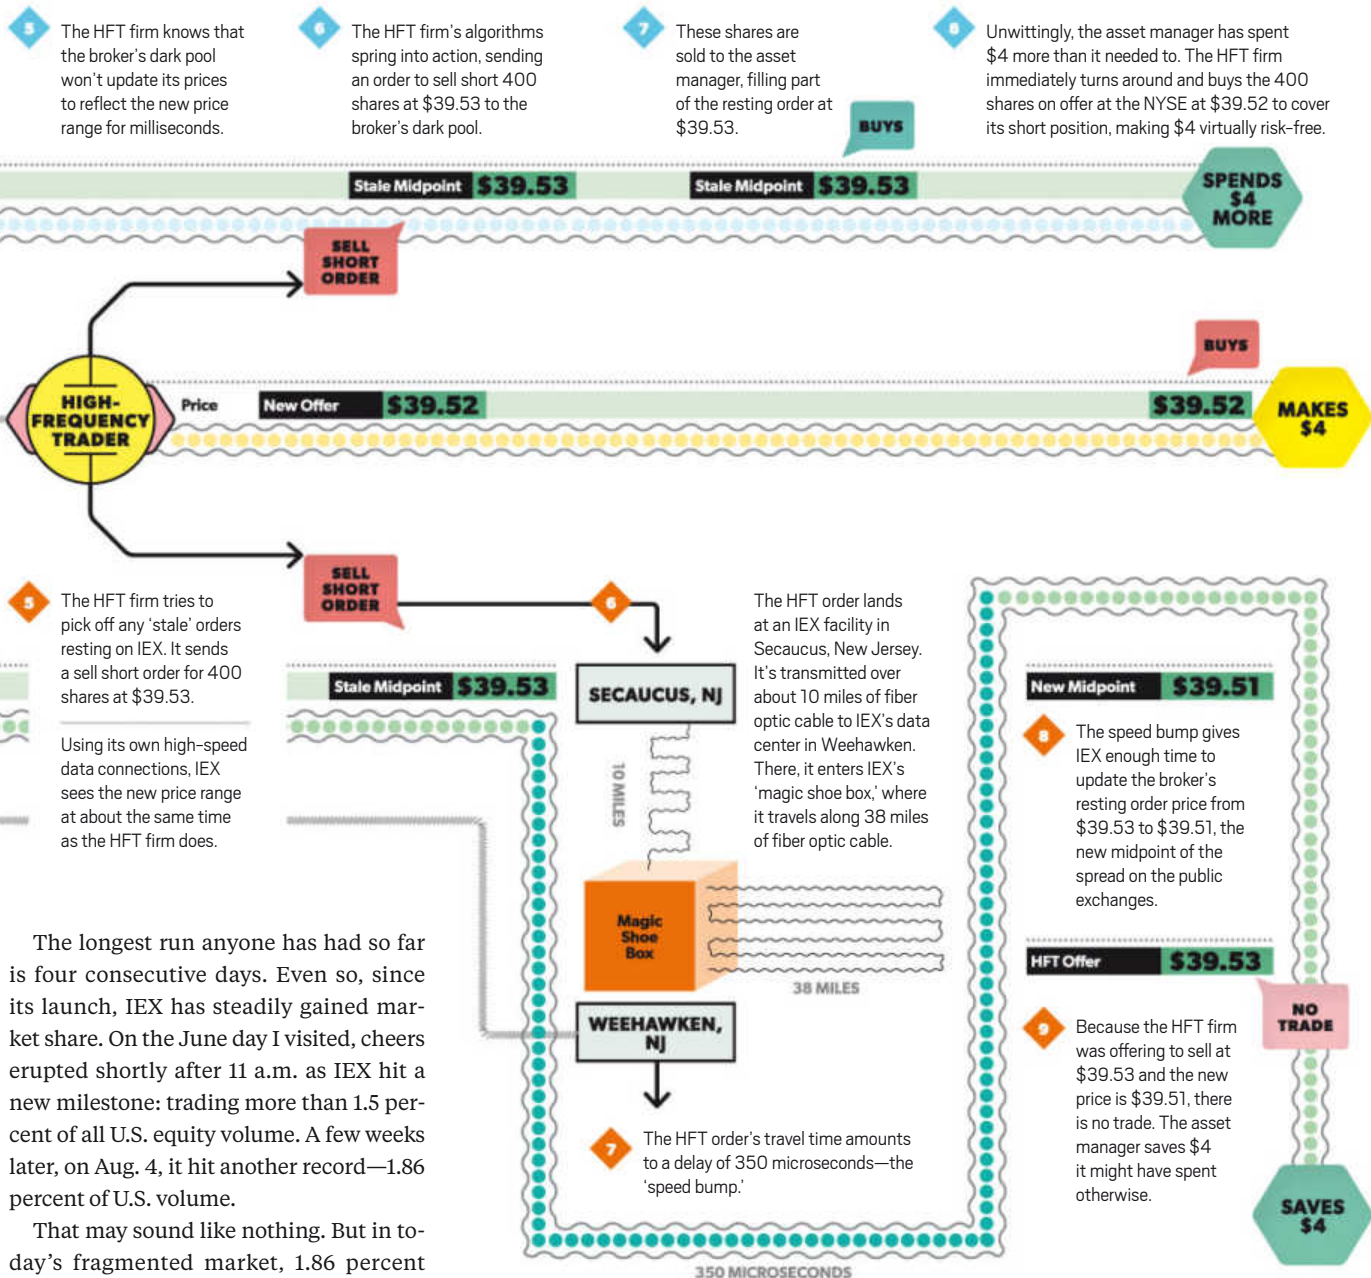 5
The HFT firm knows that
the broker's dark pool
won't update its prices
to reflect the new price
range for milliseconds.
6
The HFT firm's algorithms
spring into action, sending
an order to sell short 400
shares at $39.53 to the
broker's dark pool.
7
These shares are
sold to the asset
manager, filling part
of the resting order at
$39.53.
8
Unwittingly, the asset manager has spent
$4 more than it needed to. The HFT firm
immediately turns around and buys the 400
shares on offer at the NYSE at $39.52 to cover
its short position, making $4 virtually risk-free.
BUYS
Stale Midpoint $39.53
Stale Midpoint $39.53
SPENDS
$4
MORE
SELL
SHORT
ORDER
BUYS
HIGH-
FREQUENCY
TRADER
Price
New Offer $39.52
$39.52
MAKES
$4
SELL
SHORT
ORDER
5
The HFT firm tries to
pick off any ‘stale’ orders
resting on IEX. It sends
a sell short order for 400
shares at $39.53.
Using its own high-speed
data connections, IEX
sees the new price range
at about the same time
as the HFT firm does.
Stale Midpoint $39.53
6
SECAUCUS, NJ
10 MILES
The HFT order lands
at an IEX facility in
Secaucus, New Jersey.
It's transmitted over
about 10 miles of fiber
optic cable to IEX's data
center in Weehawken.
There, it enters IEX's
‘magic shoe box,’ where
it travels along 38 miles
of fiber optic cable.
Magic
Shoe
Box
38 MILES
WEEHAWKEN,
NJ
7
The HFT order's travel time amounts
to a delay of 350 microseconds—the
‘speed bump.’
350 MICROSECONDS
New Midpoint $39.51
8
The speed bump gives
IEX enough time to
update the broker's
resting order price from
$39.53 to $39.51, the
new midpoint of the
spread on the public
exchanges.
HFT Offer $39.53
NO
TRADE
9
Because the HFT firm
was offering to sell at
$39.53 and the new
price is $39.51, there
is no trade. The asset
manager saves $4
it might have spent
otherwise.
SAVES
$4
The longest run anyone has had so far
is four consecutive days. Even so, since
its launch, IEX has steadily gained mar-
ket share. On the June day I visited, cheers
erupted shortly after 11 a.m. as IEX hit a
new milestone: trading more than 1.5 per-
cent of all U.S. equity volume. A few weeks
later, on Aug. 4, it hit another record—1.86
percent of U.S. volume.
That may sound like nothing. But in to-
day's fragmented market, 1.86 percent